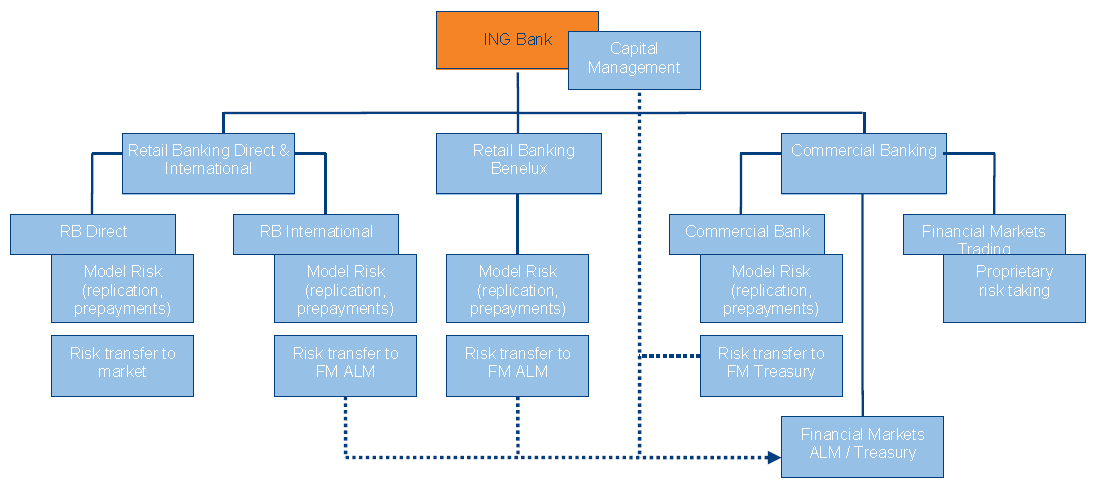 ING Bank
Capital
Management
Retail Banking Direct &
International
Retail Banking
Benelux
Commercial Banking
RB Direct
RB International
Commercial Bank
Financial Markets
Trading
Model Risk
(replication,
prepayments)
Model Risk
(replication,
prepayments)
Model Risk
(replication,
prepayments)
Model Risk
(replication,
prepayments)
Proprietary
risk taking
Risk transfer to
market
Risk transfer to
FM ALM
Risk transfer to
FM ALM
Risk transfer to
FM Treasury
Financial Markets
ALM / Treasury